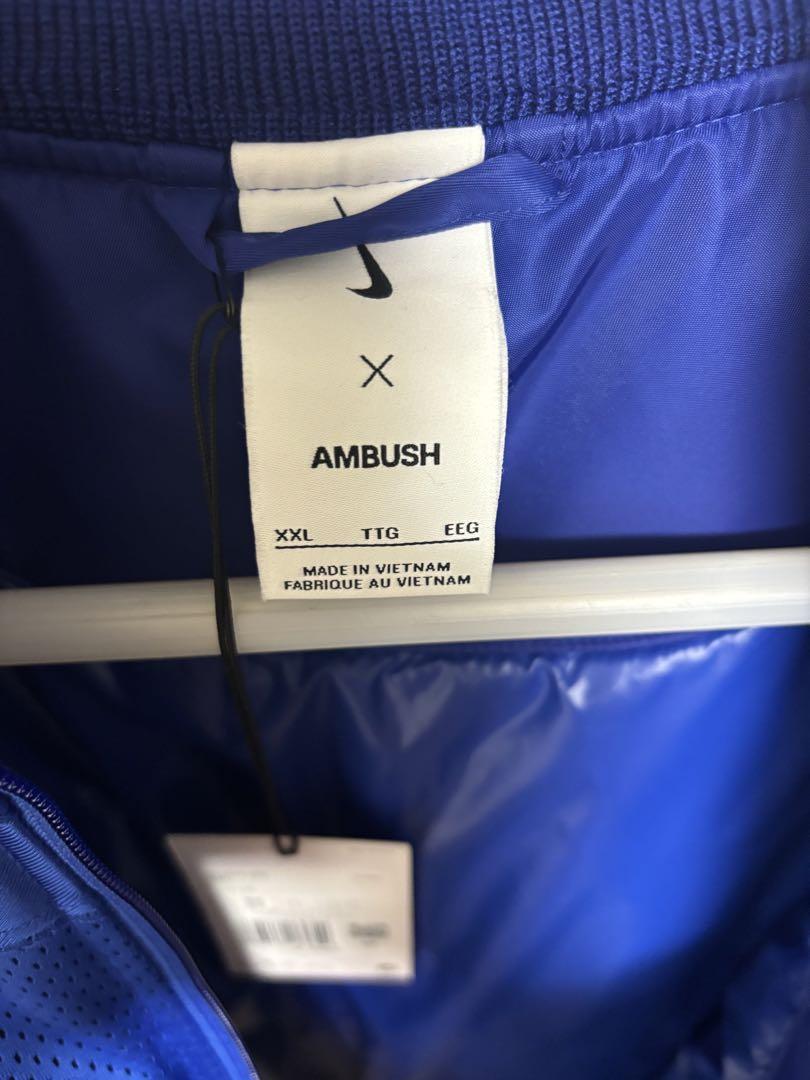 X
AMBUSH
XXL TTG EEG
MADE IN VIETNAM
FABRIQUE AU VIETNAM